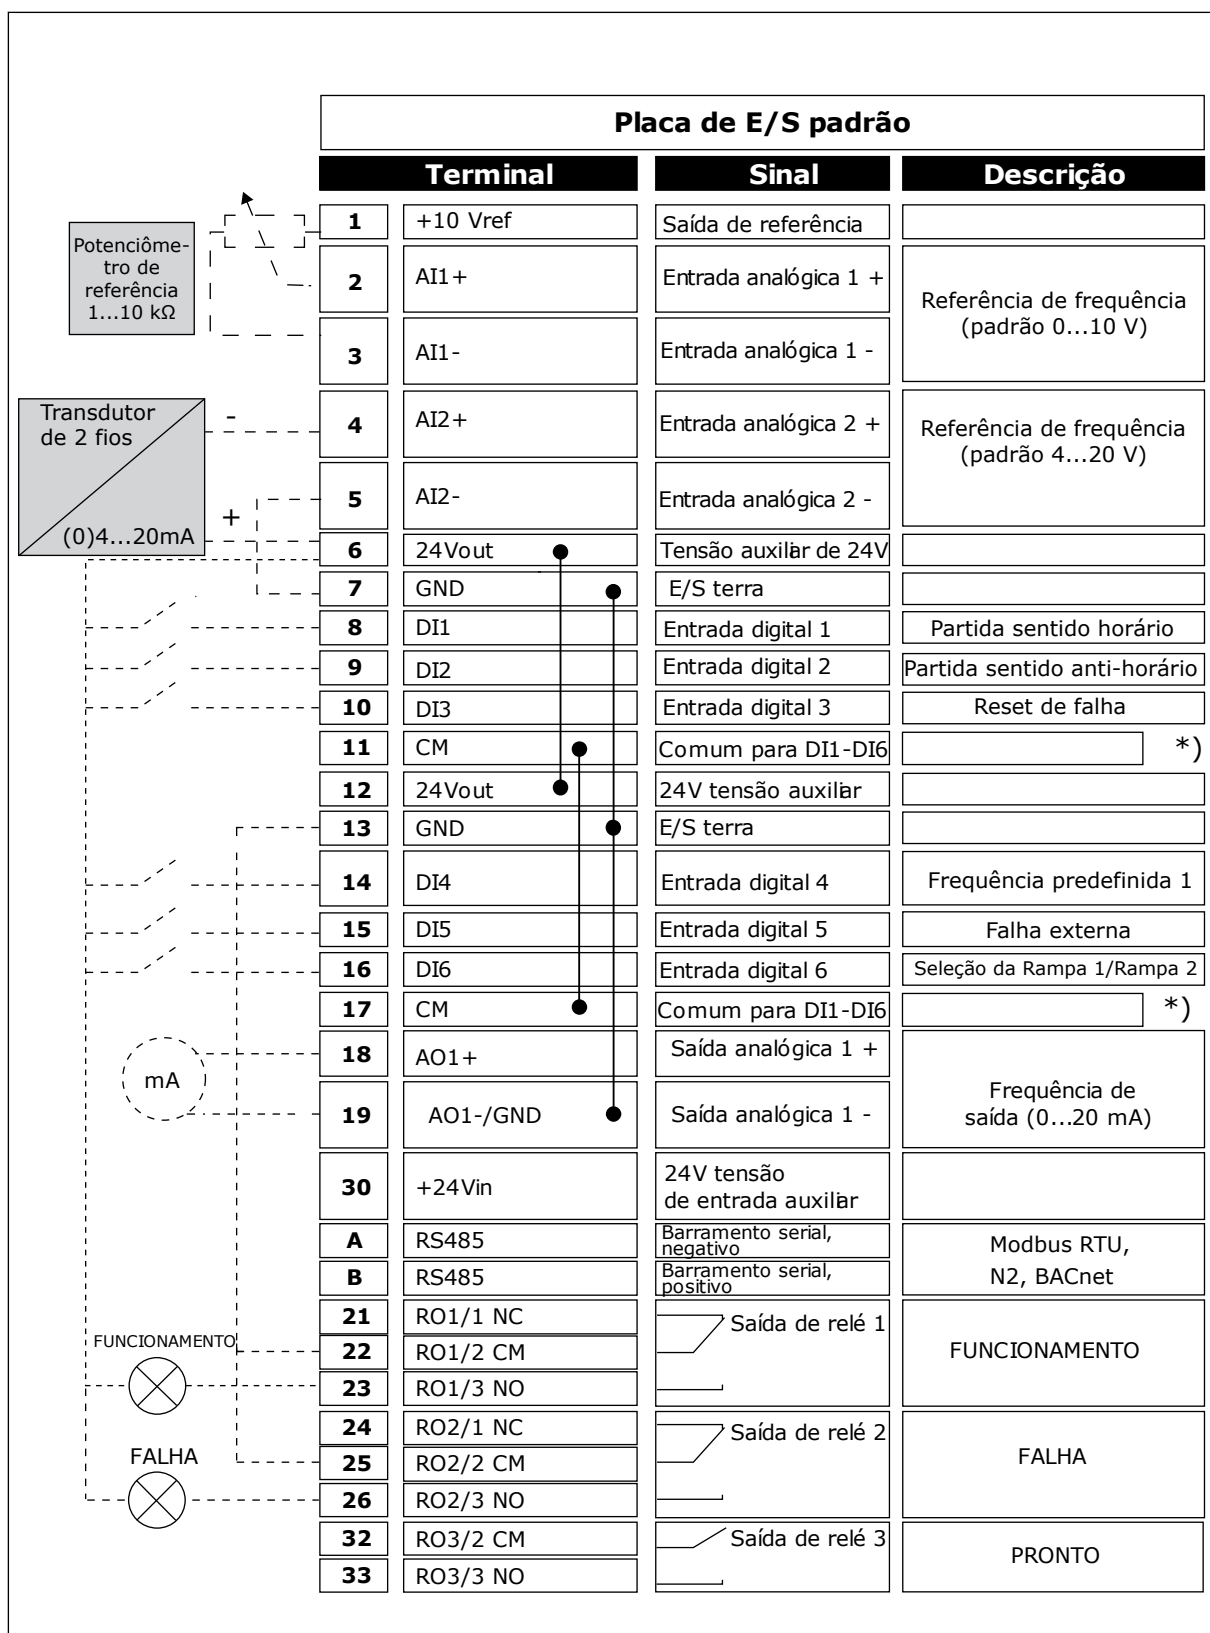 Placa de E/S padrão
Terminal Sinal Descrição
Potenciôme-
tro de
referência
1...10 kΩ
1 +10 Vref Saída de referência
2 AI1+ Entrada analógica 1 +
Referência de frequência
(padrão 0...10 V)
3 AI1- Entrada analógica 1 -
Transdutor
de 2 fios
-
+
(0)4...20mA
4 AI2+ Entrada analógica 2 +
Referência de frequência
(padrão 4...20 V)
5 AI2- Entrada analógica 2 -
6 24Vout Tensão auxiliar de 24V
7 GND E/S terra
8 DI1 Entrada digital 1 Partida sentido horário
9 DI2 Entrada digital 2 Partida sentido anti-horário
10 DI3 Entrada digital 3 Reset de falha
11 CM Comum para DI1-DI6 *)
12 24Vout 24V tensão auxiliar
13 GND E/S terra
14 DI4 Entrada digital 4 Frequência predefinida 1
15 DI5 Entrada digital 5 Falha externa
16 DI6 Entrada digital 6 Seleção da Rampa 1/Rampa 2
17 CM Comum para DI1-DI6 *)
mA
18 AO1+ Saída analógica 1 +
Frequência de
saída (0...20 mA)
19 AO1-/GND Saída analógica 1 -
30 +24Vin 24V tensão
de entrada auxiliar
A RS485 Barramento serial,
negativo
Modbus RTU,
N2, BACnet
B RS485 Barramento serial,
positivo
21 RO1/1 NC Saída de relé 1
FUNCIONAMENTO
22 RO1/2 CM FUNCIONAMENTO
23 RO1/3 NO
24 RO2/1 NC Saída de relé 2
FALHA
25 RO2/2 CM FALHA
26 RO2/3 NO
32 RO3/2 CM Saída de relé 3
PRONTO
33 RO3/3 NO